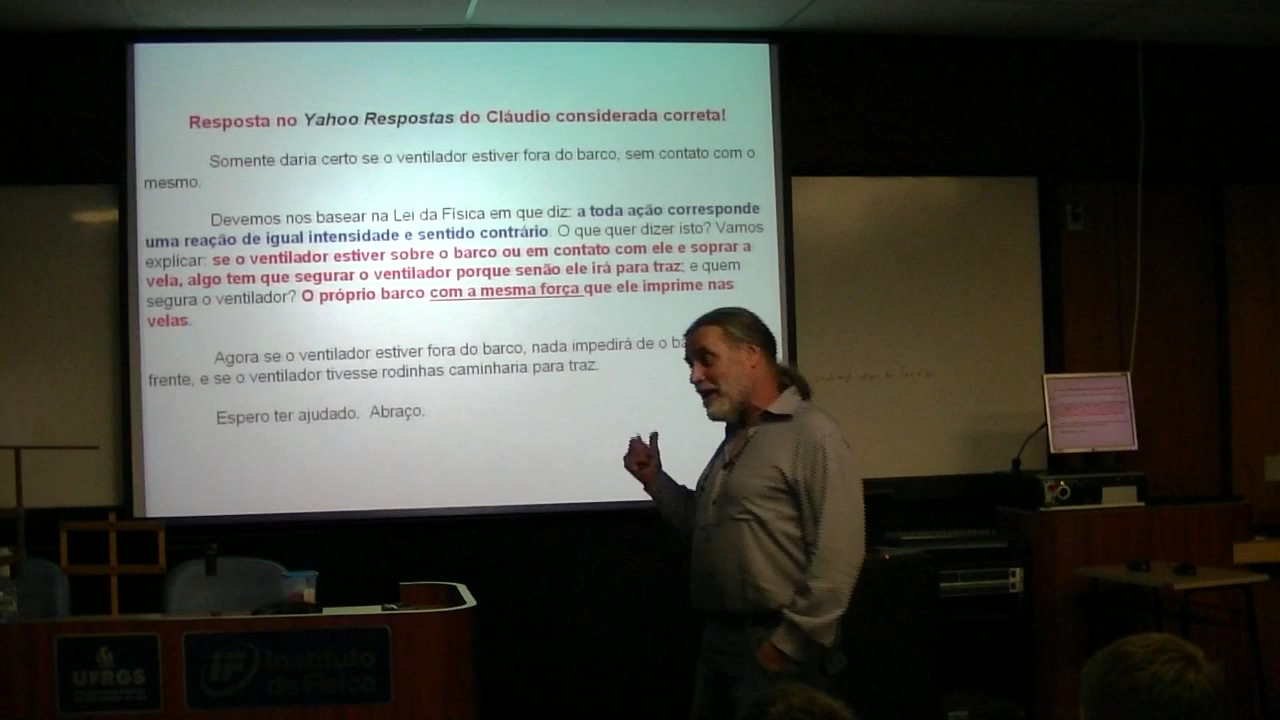 Resposta no Yahoo Respostas do Cláudio considerada correta!
Somente daria certo se o ventilador estiver fora do barco, sem contato com o
mesmo.
Devemos nos basear na Lei da Física em que diz: a toda ação corresponde
uma reação de igual intensidade e sentido contrário. O que quer dizer isto? Vamos
explicar: se o ventilador estiver sobre o barco ou em contato com ele e soprar a
vela, algo tem que segurar o ventilador porque senão ele irá para traz; e quem
segura o ventilador? O próprio barco com a mesma força que ele imprime nas
velas.
Agora se o ventilador estiver fora do barco, nada impedirá de o
frente, e se o ventilador tivesse rodinhas caminharia para traz.
Espero ter ajudado. Abraço.
UFRGS
IF Instituto
de Física